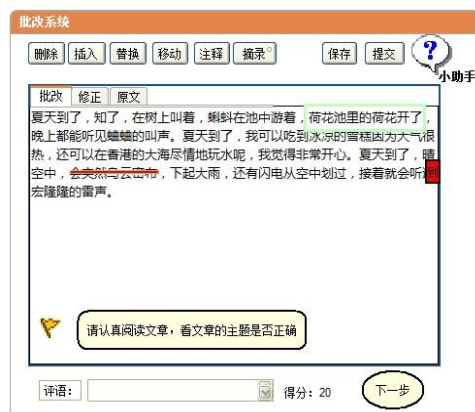 批改系统
删除 插入 替换 移动 注释 摘录 保存 提交 ?
小助手
批改 修正 原文
夏天到了，知了，在树上叫着，蝌蚪在池中游着，荷花池里的荷花开了，
晚上都能听见蛐蛐的叫声。夏天到了，我可以吃到冰凉的雪糕因为天气很
热，还可以在香港的大海尽情地玩水呢，我觉得非常开心。夏天到了，晴
空中，会突然乌云密布，下起大雨，还有闪电从空中划过，接着就会听到
宏隆隆的雷声。
请认真阅读文章，看文章的主题是否正确
评语： 得分：20 下一步